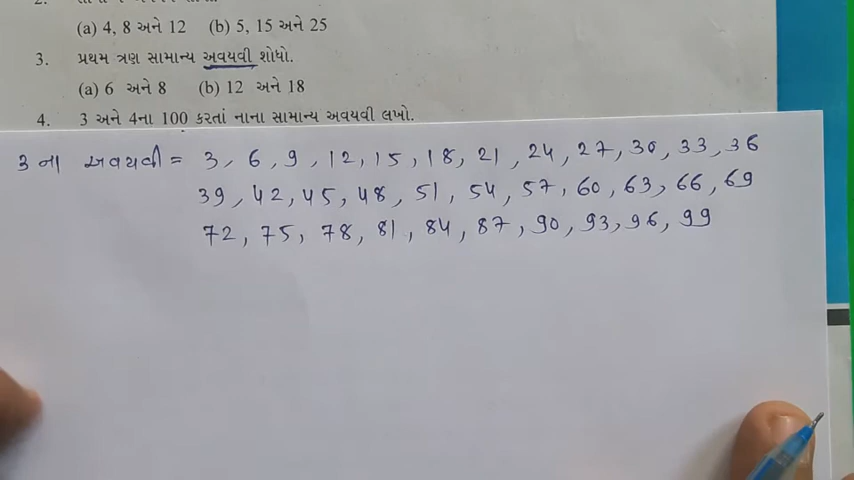 2.
(a) 4, 8 અને 12 (b) 5, 15 અને 25
3. પ્રથમ ત્રણ સામાન્ય અવયવી શોધો.
(a) 6 અને 8 (b) 12 અને 18
4. 3 અને 4ના 100 કરતાં નાના સામાન્ય અવયવી લખો.
3 ના અવયવી = 3, 6, 9, 12, 15, 18, 21, 24, 27, 30, 33, 36
39, 42, 45, 48, 51, 54, 57, 60, 63, 66, 69
72, 75, 78, 81, 84, 87, 90, 93, 96, 99